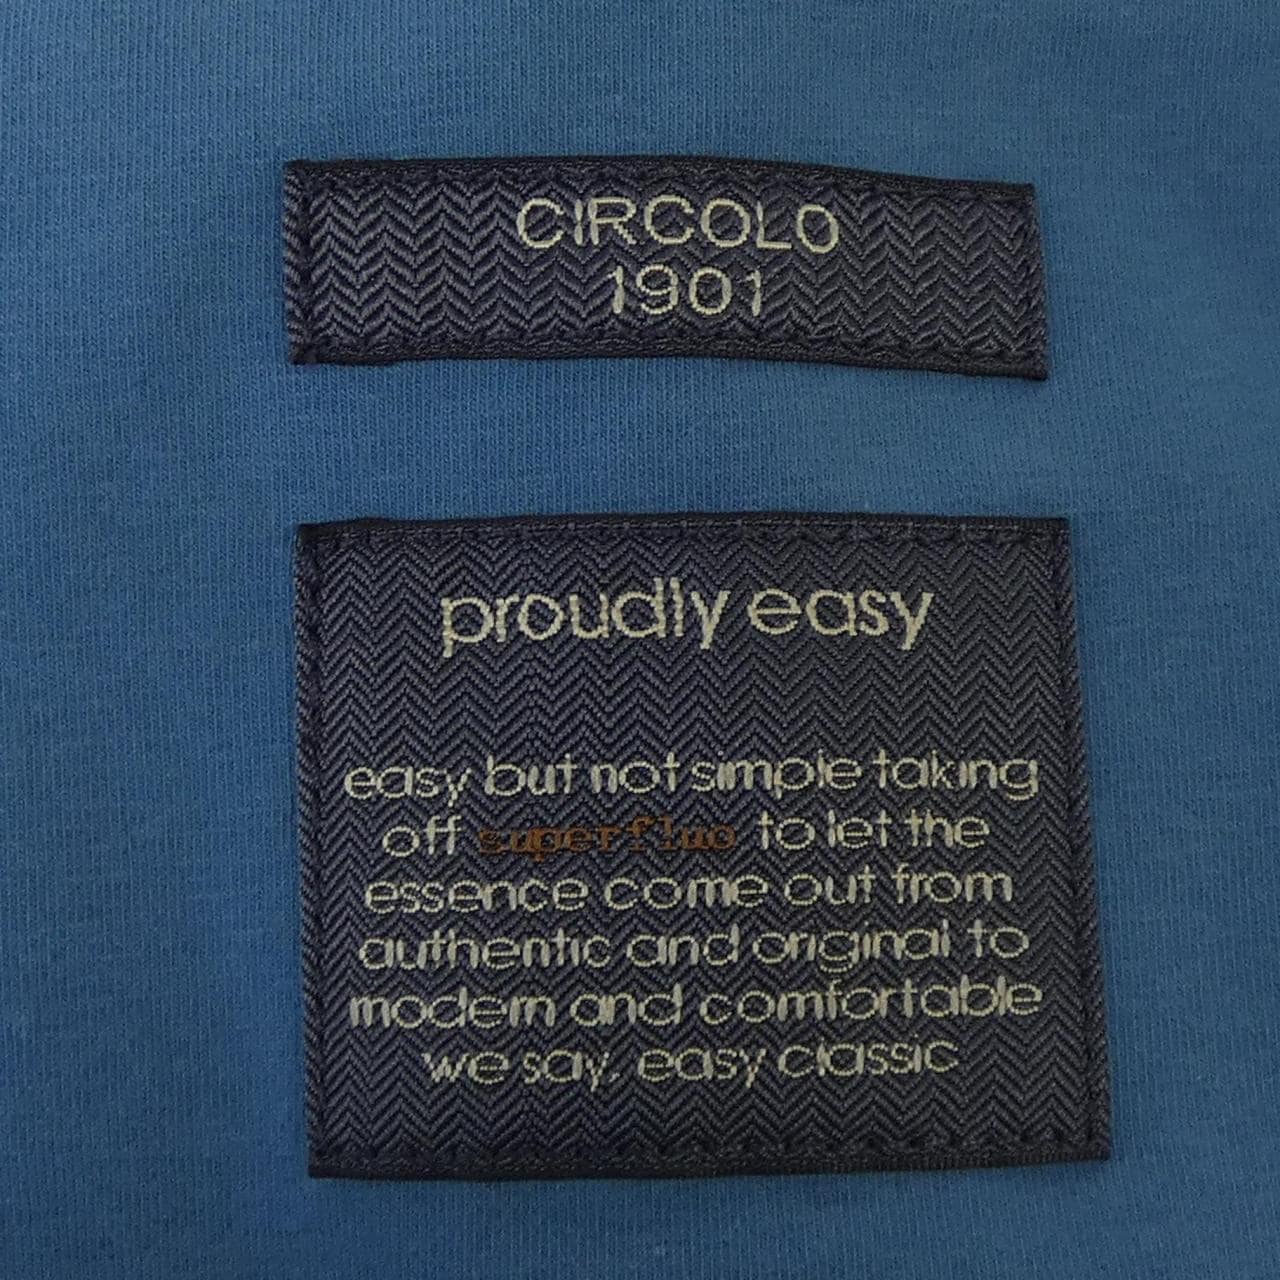 CIRCOLO
1901
proudly easy
easy but not simple taking
off superfluo to let the
essence come out from
authentic and original to
modern and comfortable
we say, easy classic